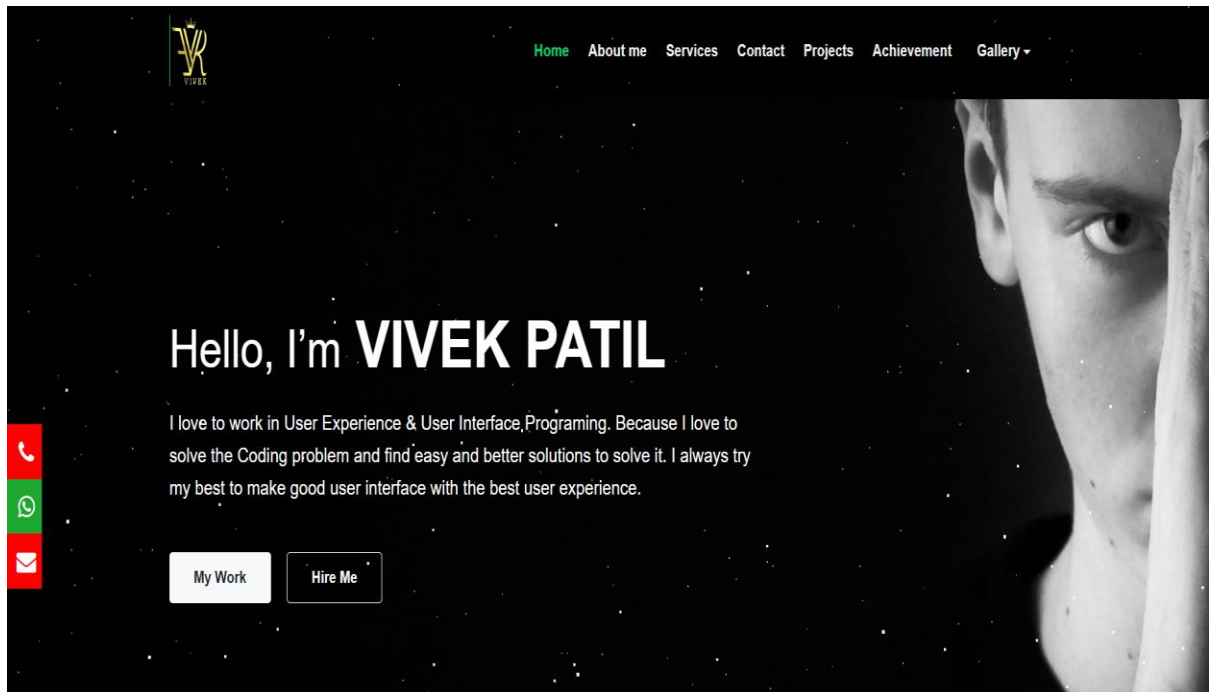 VIVEK
Home About me Services Contact Projects Achievement Gallery
Hello, I'm VIVEK PATIL
I love to work in User Experience & User Interface Programing. Because I love to
solve the Coding problem and find easy and better solutions to solve it. I always try
my best to make good user interface with the best user experience.
My Work Hire Me